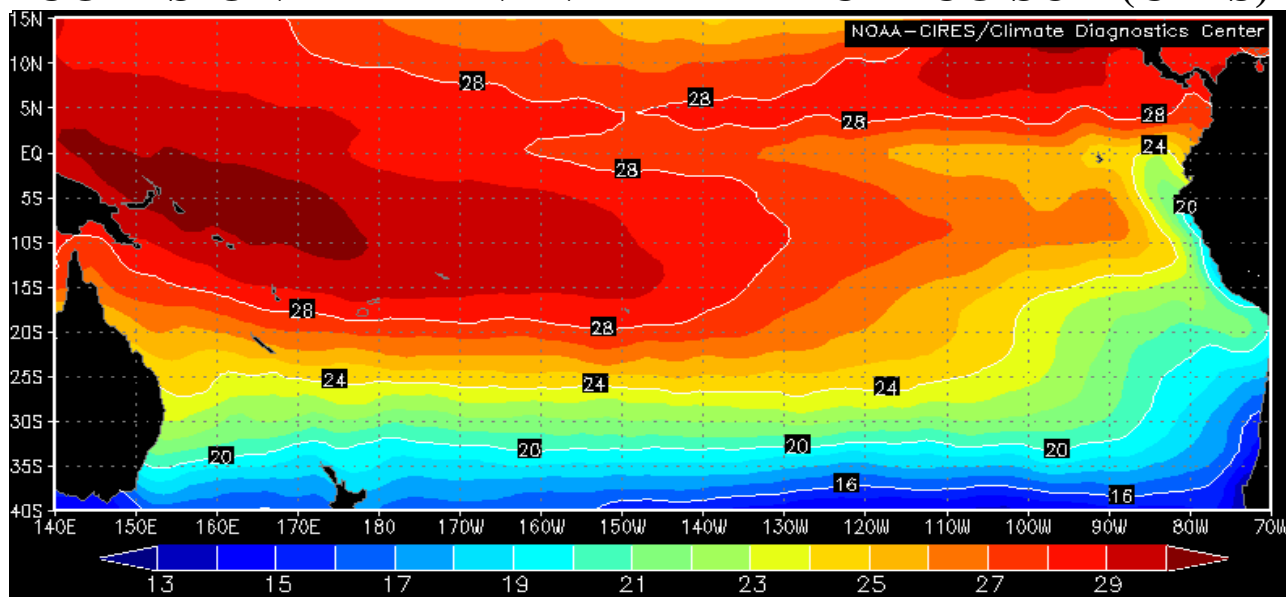 15N
NOAA-CIRES/Climate Diagnostics Center
10N
28
28
28
28
5N
24
EQ
28
5S
20
10S
15S
28
28
20S
24
24
24
25S
30S
20
20
20
20
35S
16
16
40S
140E 150E 160E 170E 180 170W 160W 150W 140W 130W 120W 110W 100W 90W 80W 70W
13 15 17 19 21 23 25 27 29